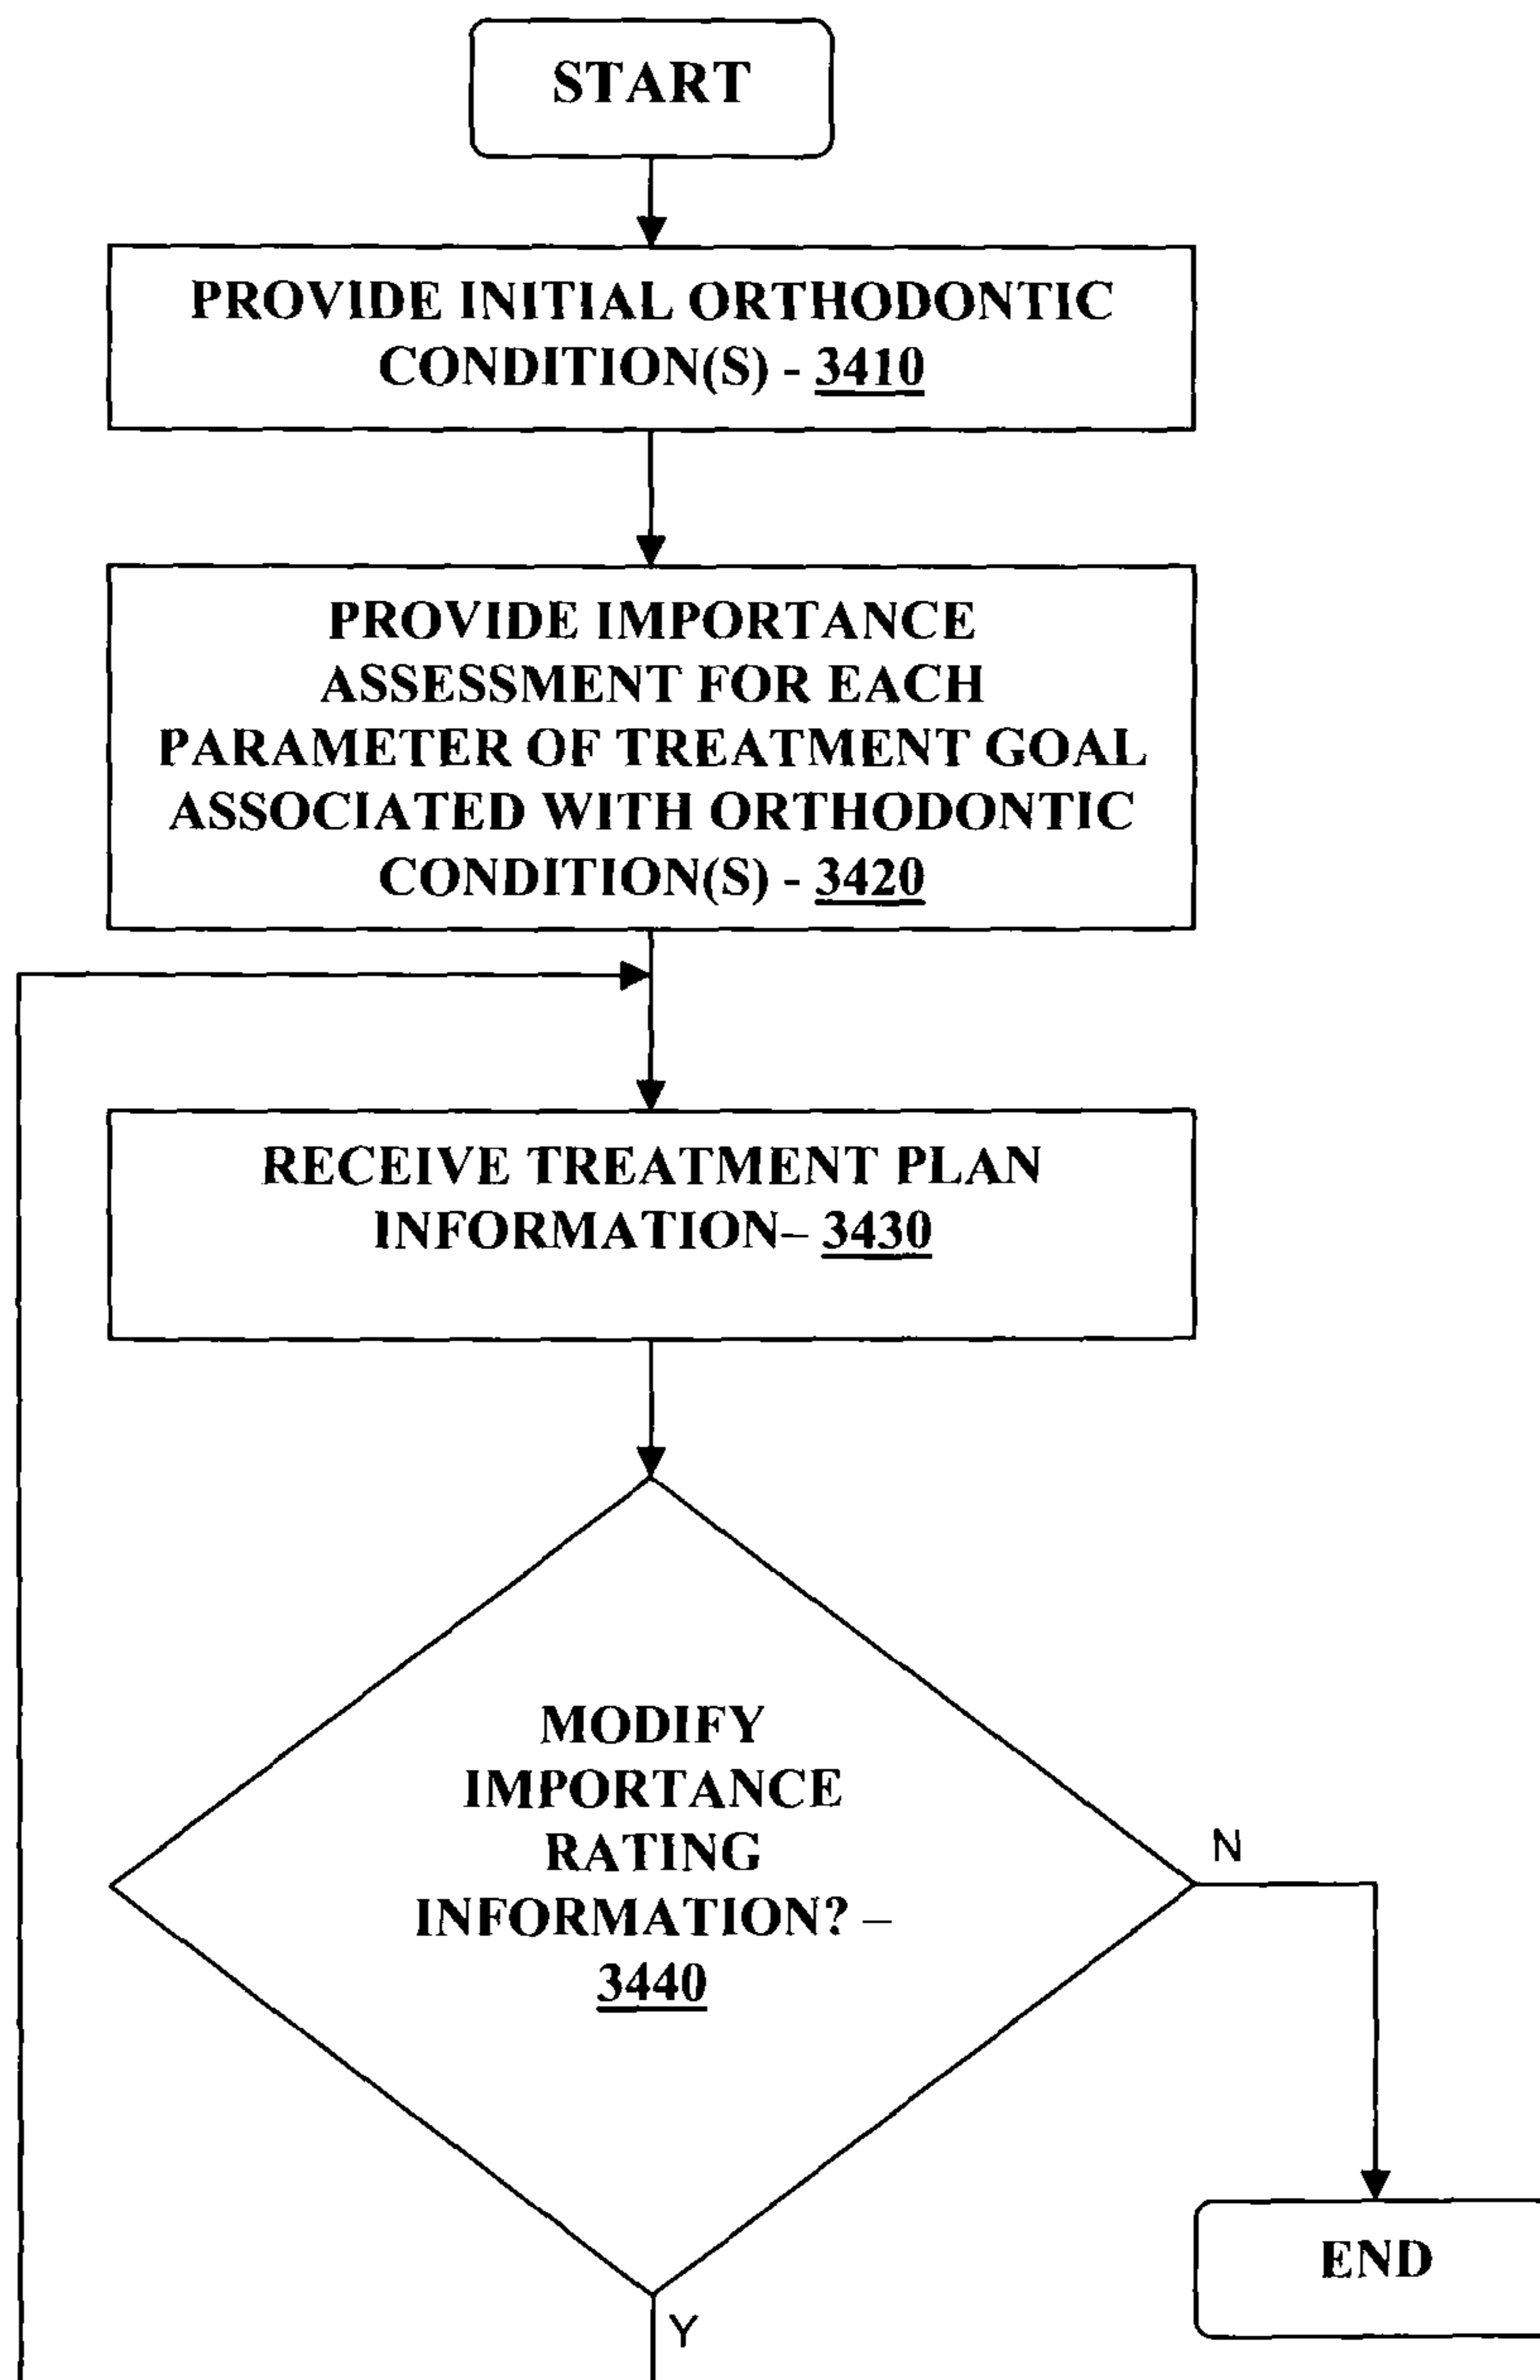 START
PROVIDE INITIAL ORTHODONTIC
CONDITION(S) - 3410
PROVIDE IMPORTANCE
ASSESSMENT FOR EACH
PARAMETER OF TREATMENT GOAL
ASSOCIATED WITH ORTHODONTIC
CONDITION(S) - 3420
RECEIVE TREATMENT PLAN
INFORMATION– 3430
MODIFY
IMPORTANCE
RATING
INFORMATION? –
3440
N
END
Y